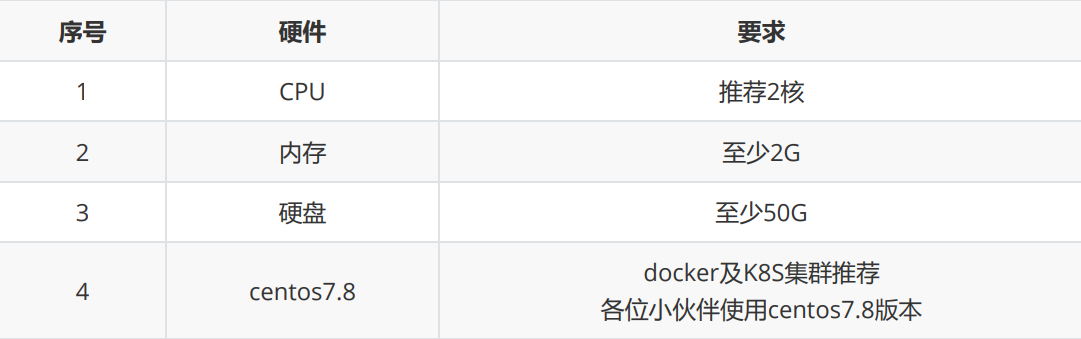 序号 硬件 要求
1 CPU 推荐2核
2 内存 至少2G
3 硬盘 至少50G
4 centos7.8 docker及K8S集群推荐
各位小伙伴使用centos7.8版本